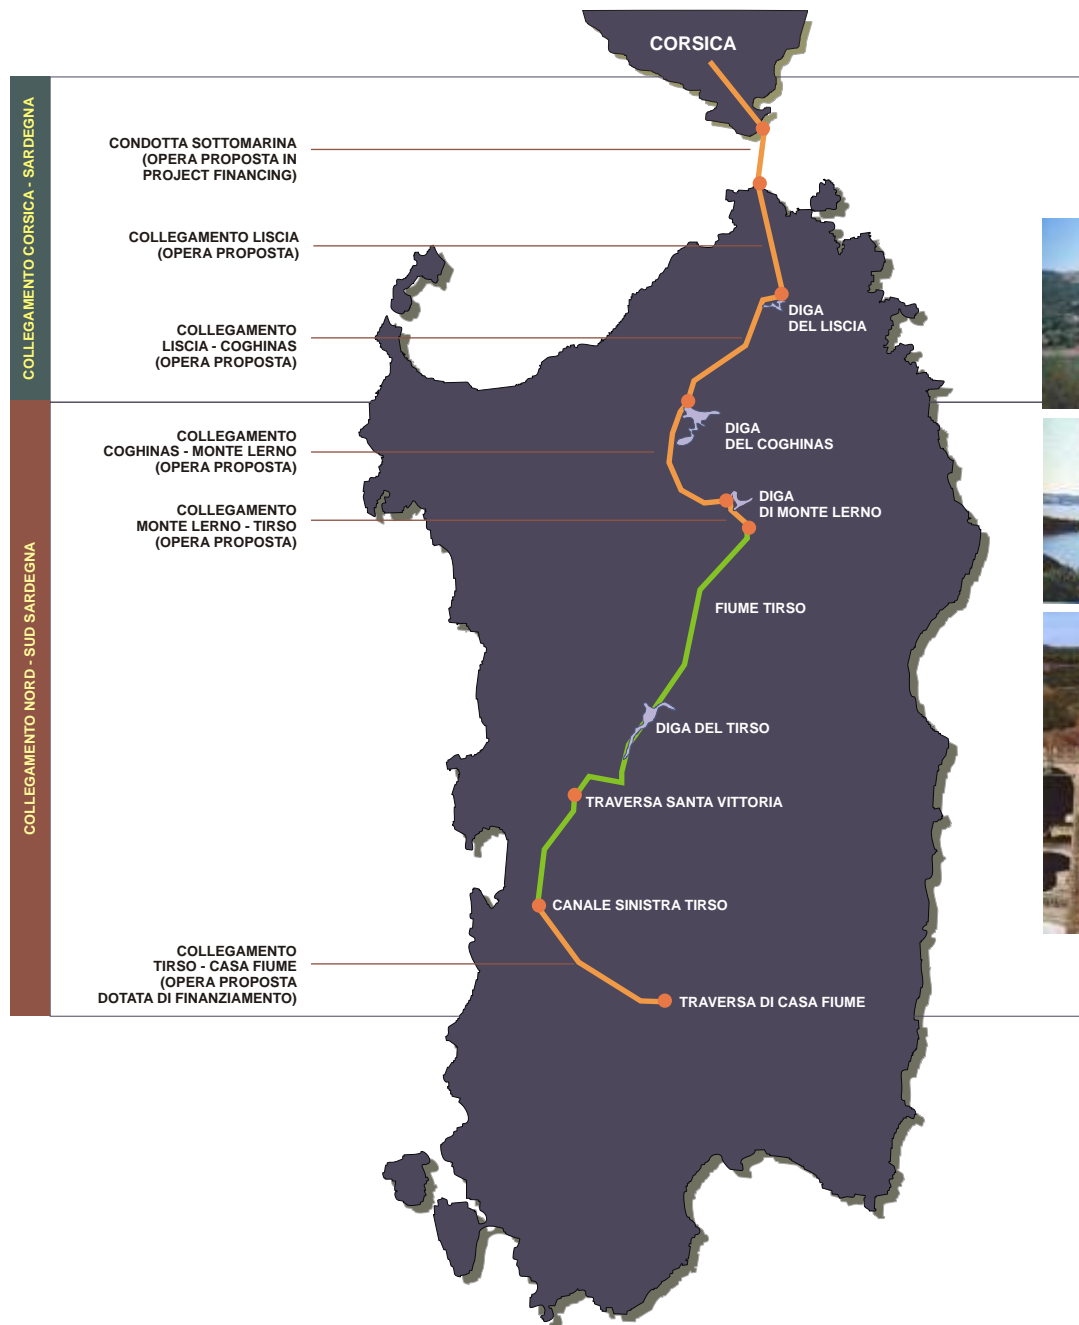 CORSICA
COLLEGAMENTO CORSICA - SARDEGNA
CONDOTTA SOTTOMARINA
(OPERA PROPOSTA IN
PROJECT FINANCING)
COLLEGAMENTO LISCIA
(OPERA PROPOSTA)
DIGA
DEL LISCIA
COLLEGAMENTO
LISCIA - COGHINAS
(OPERA PROPOSTA)
COLLEGAMENTO NORD - SUD SARDEGNA
DIGA
DEL COGHINAS
COLLEGAMENTO
COGHINAS - MONTE LERNO
(OPERA PROPOSTA)
DIGA
DI MONTE LERNO
COLLEGAMENTO
MONTE LERNO - TIRSO
(OPERA PROPOSTA)
FIUME TIRSO
DIGA DEL TIRSO
TRAVERSA SANTA VITTORIA
CANALE SINISTRA TIRSO
COLLEGAMENTO
TIRSO - CASA FIUME
(OPERA PROPOSTA
DOTATA DI FINANZIAMENTO)
TRAVERSA DI CASA FIUME